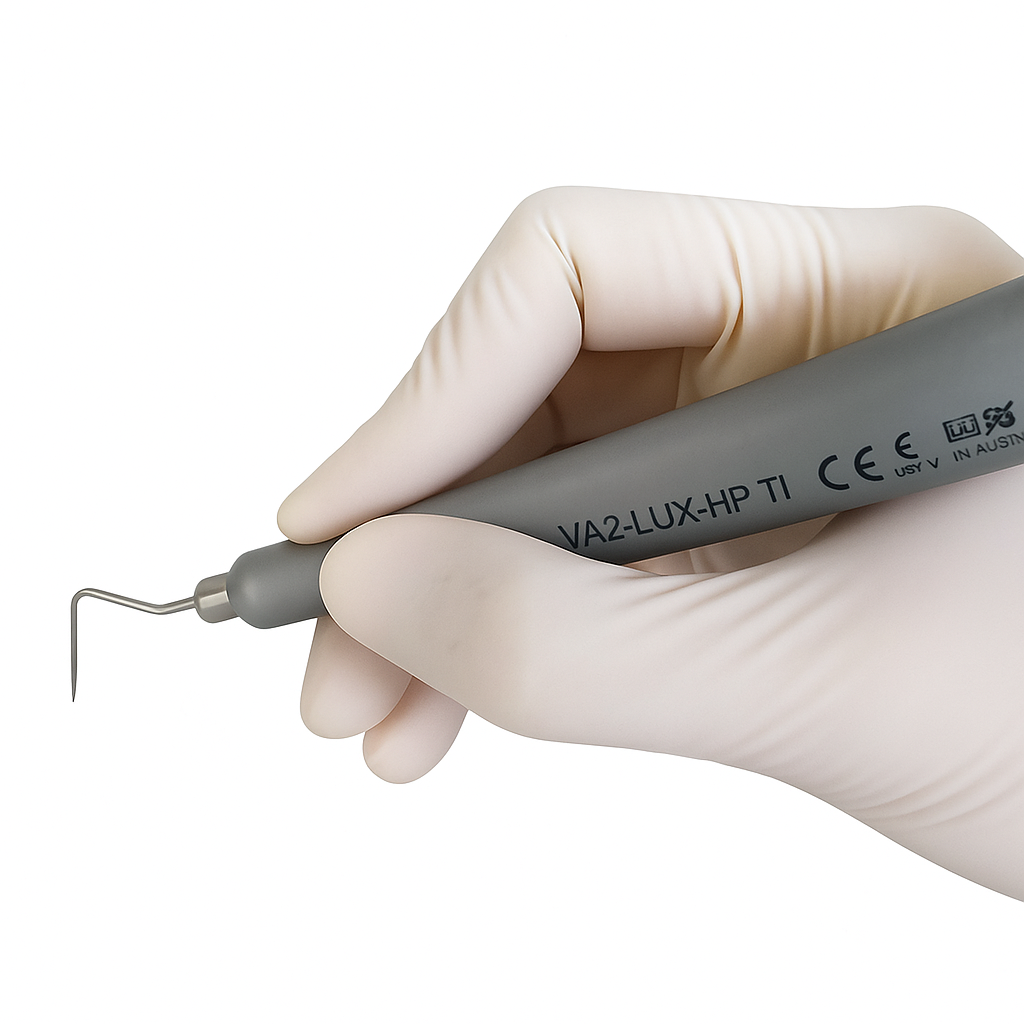 VA2-LUX-HP TI
CE Є
USY V
IN AUSTN